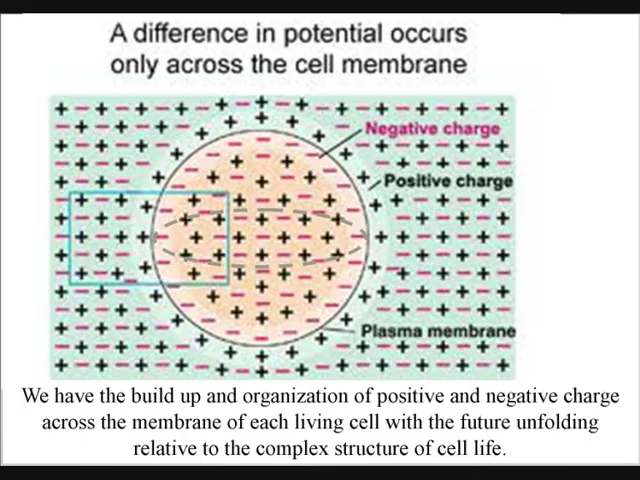 A difference in potential occurs
only across the cell membrane
Negative charge
Positive charge
Plasma membrane
We have the build up and organization of positive and negative charge
across the membrane of each living cell with the future unfolding
relative to the complex structure of cell life.